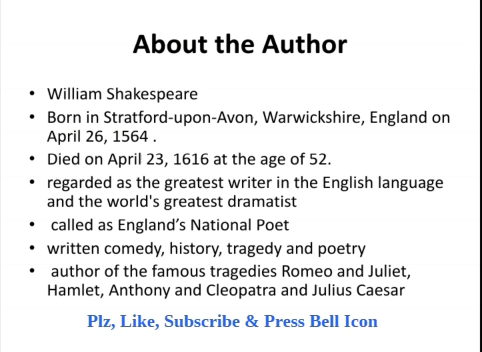 About the Author
• William Shakespeare
• Born in Stratford-upon-Avon, Warwickshire, England on
April 26, 1564 .
• Died on April 23, 1616 at the age of 52.
• regarded as the greatest writer in the English language
and the world's greatest dramatist
• called as England’s National Poet
• written comedy, history, tragedy and poetry
• author of the famous tragedies Romeo and Juliet,
Hamlet, Anthony and Cleopatra and Julius Caesar
Plz, Like, Subscribe & Press Bell Icon